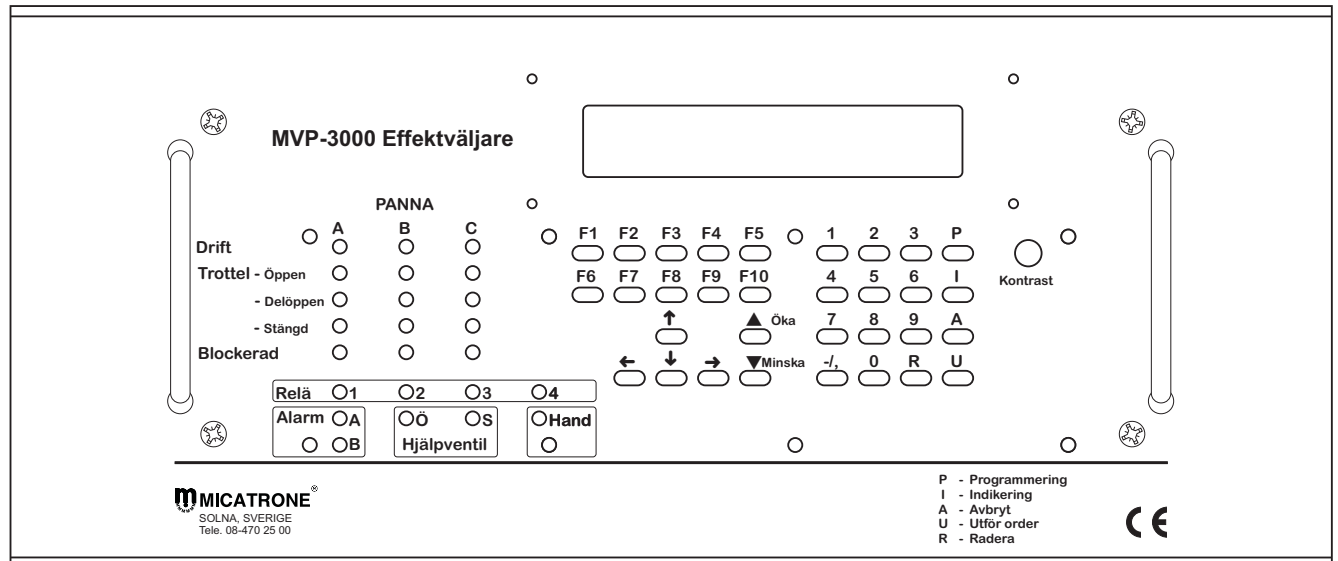 MVP-3000 Effektväljare
PANNA
A B C
Drift
Trottel - Öppen
- Delöppen
- Stängd
Blockerad
Relä 1 2 3 4
Alarm A Ö S Hand
B Hjälpventil
F1 F2 F3 F4 F5
F6 F7 F8 F9 F10
↑ ▲ Öka
← ↓ → ▼Minska
1 2 3 P
4 5 6 I
7 8 9 A
-/, 0 R U
Kontrast
m MICATRONE®
SOLNA, SVERIGE
Tele. 08-470 25 00
P - Programmering
I - Indikering
A - Avbryt
U - Utför order
R - Radera
CE